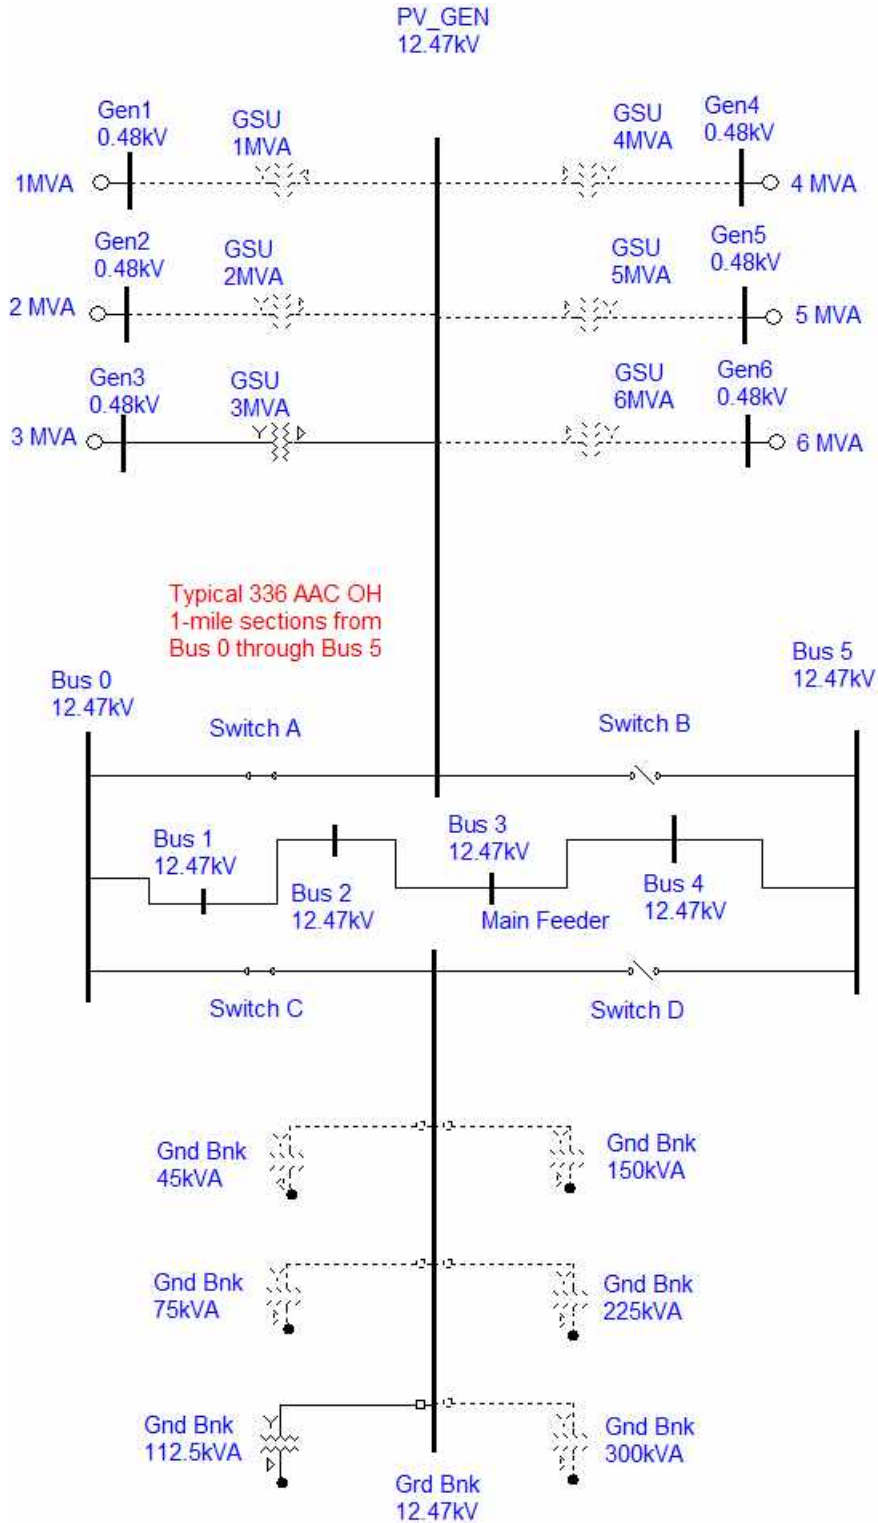 PV_GEN
12.47kV
Gen1
0.48kV
GSU
1MVA
1MVA
GSU
4MVA
Gen4
0.48kV
4 MVA
Gen2
0.48kV
GSU
2MVA
2 MVA
GSU
5MVA
Gen5
0.48kV
5 MVA
Gen3
0.48kV
GSU
3MVA
3 MVA
GSU
6MVA
Gen6
0.48kV
6 MVA
Typical 336 AAC OH
1-mile sections from
Bus 0 through Bus 5
Bus 0
12.47kV
Bus 5
12.47kV
Switch A
Switch B
Bus 1
12.47kV
Bus 2
12.47kV
Bus 3
12.47kV
Main Feeder
Bus 4
12.47kV
Switch C
Switch D
Gnd Bnk
45kVA
Gnd Bnk
150kVA
Gnd Bnk
75kVA
Gnd Bnk
225kVA
Gnd Bnk
112.5kVA
Gnd Bnk
300kVA
Grd Bnk
12.47kV